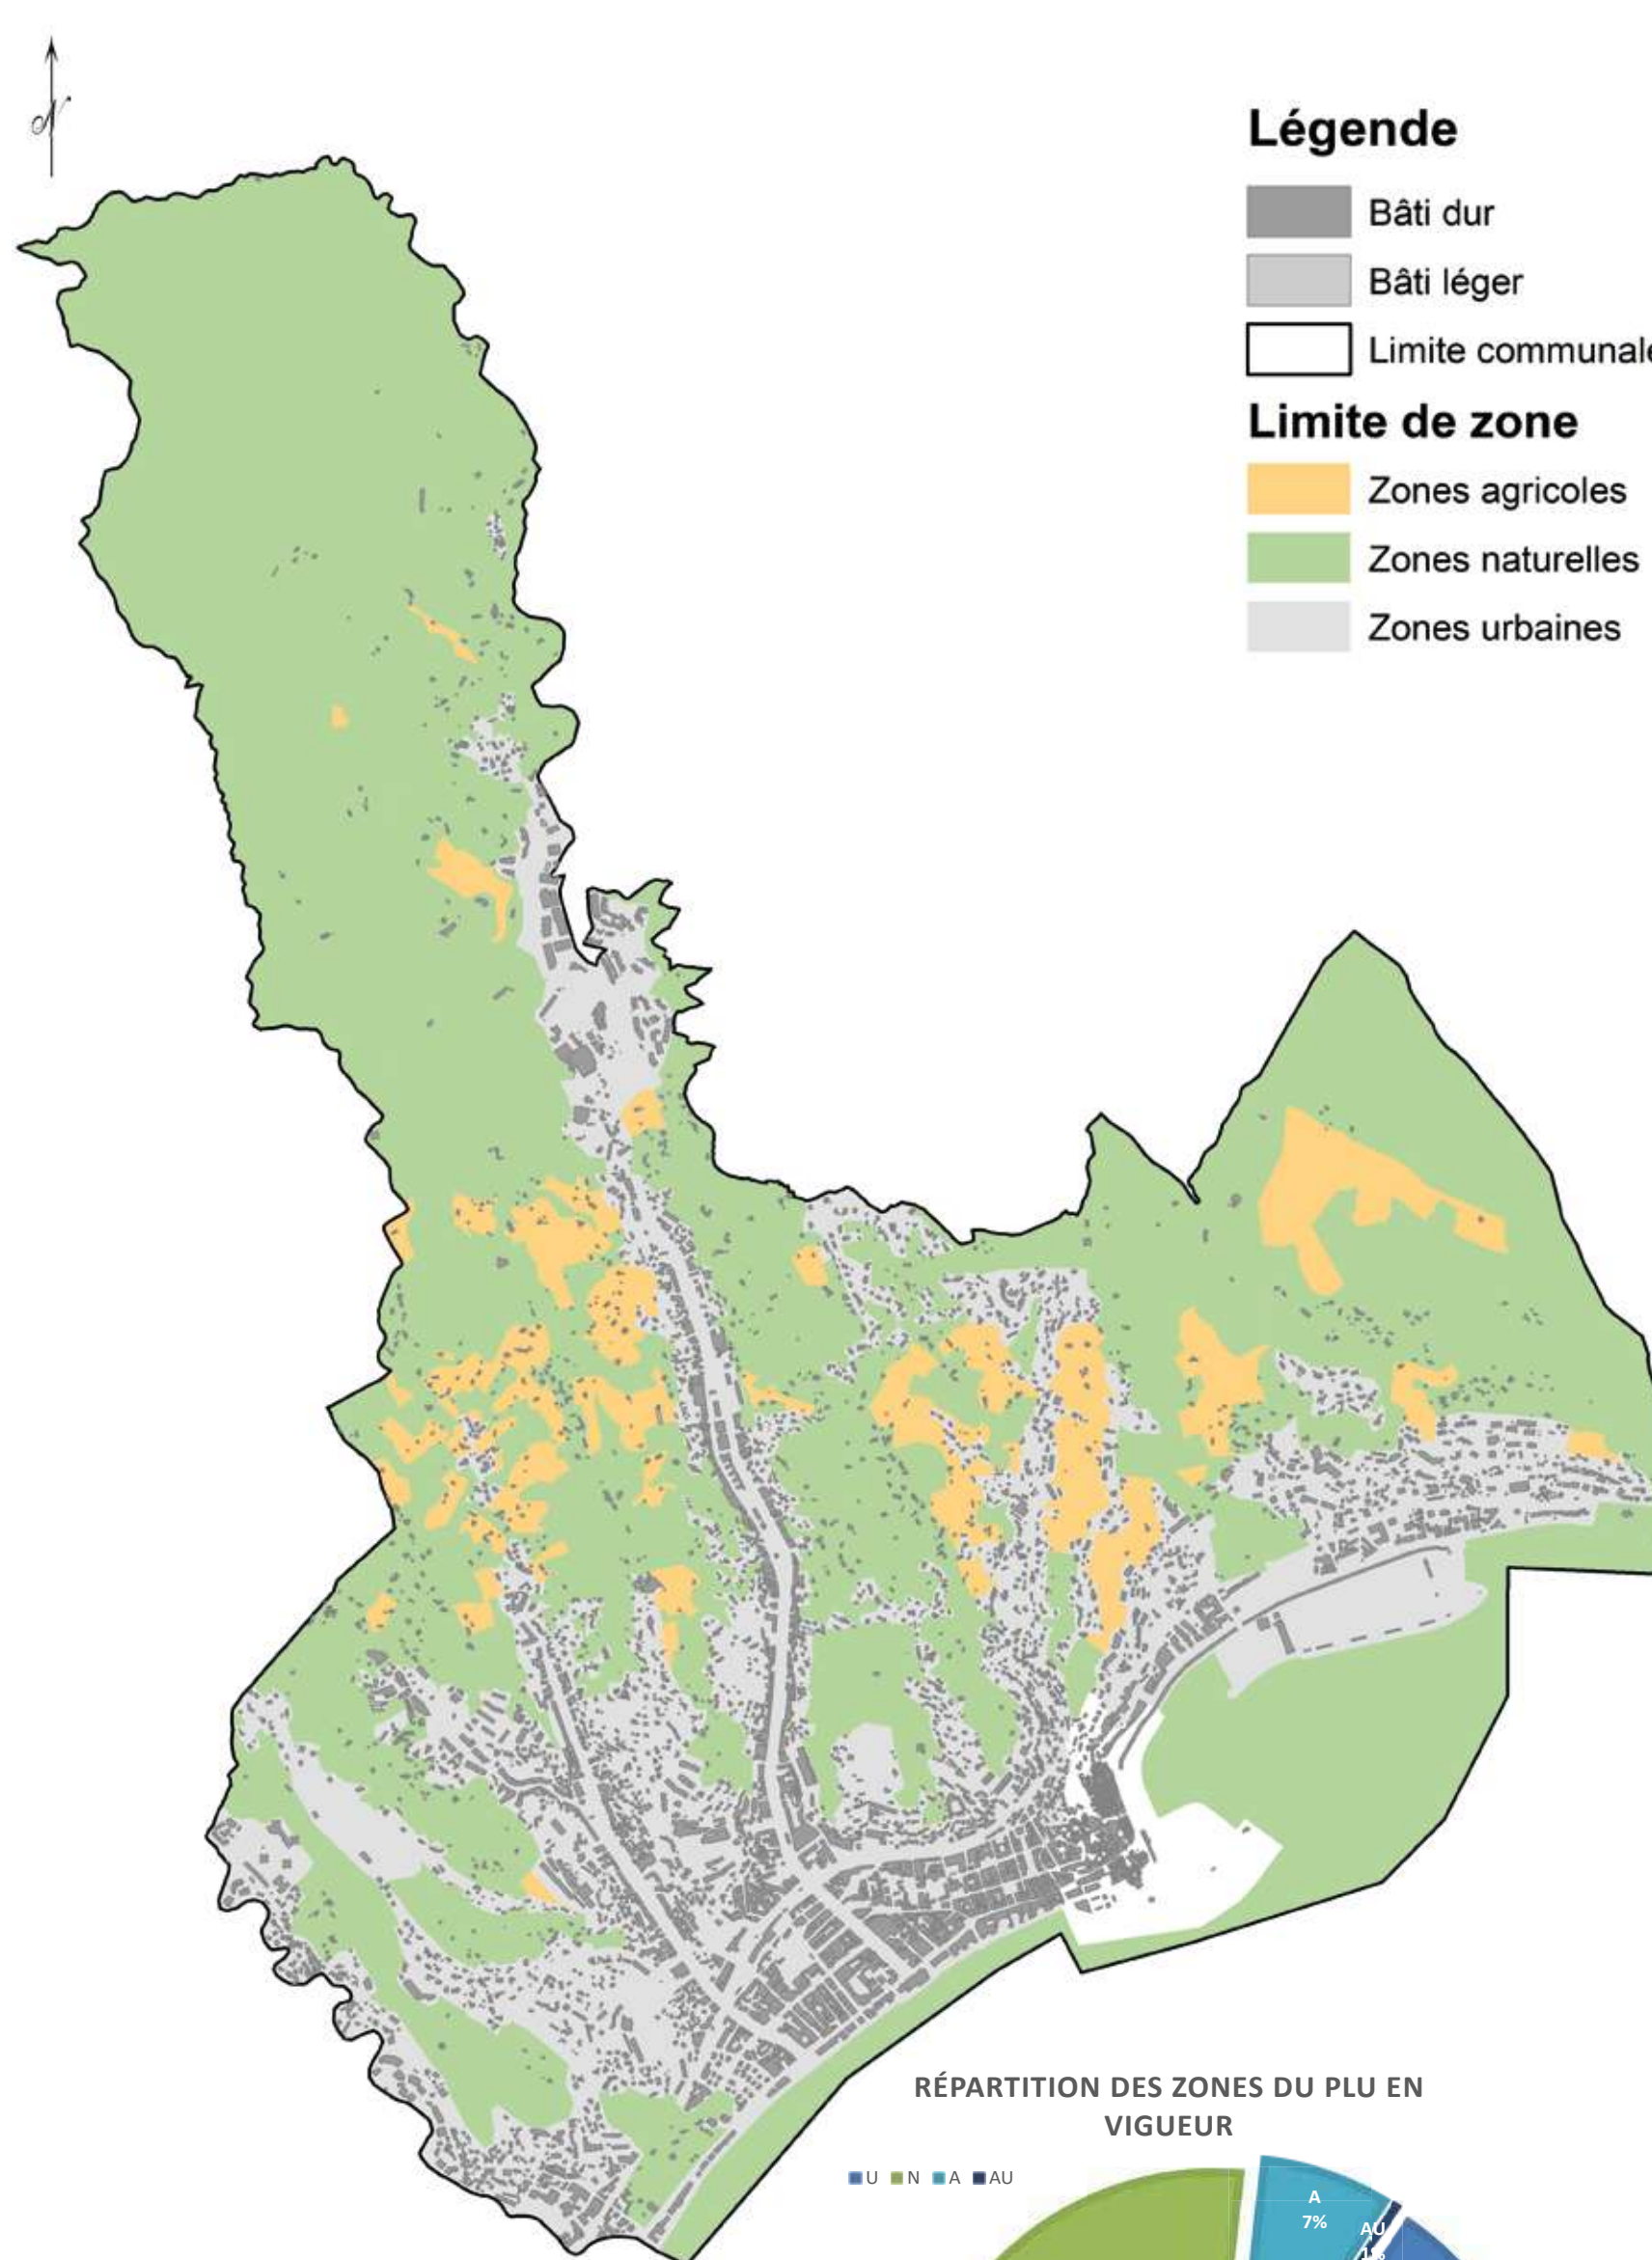 N
Légende
Bâti dur
Bâti léger
Limite communale
Limite de zone
Zones agricoles
Zones naturelles
Zones urbaines
RÉPARTITION DES ZONES DU PLU EN
VIGUEUR
U N A AU
A
7%
AU
1%